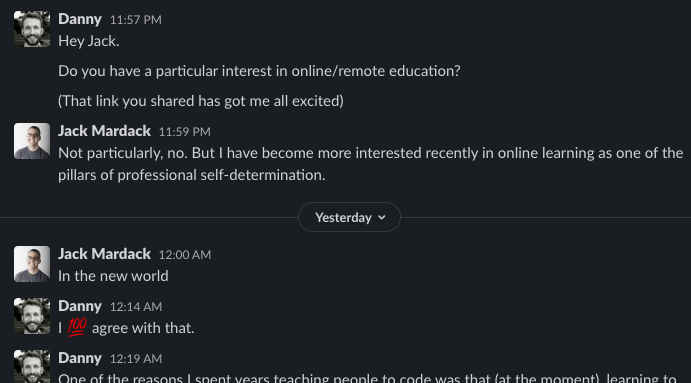 Danny 11:57 PM
Hey Jack.
Do you have a particular interest in online/remote education?
(That link you shared has got me all excited)
Jack Mardack 11:59 PM
Not particularly, no. But I have become more interested recently in online learning as one of the
pillars of professional self-determination.
Yesterday
Jack Mardack 12:00 AM
In the new world
Danny 12:14 AM
I 💯 agree with that.
Danny 12:19 AM
One of the reasons I spent years teaching people to code was that (at the moment), learning to